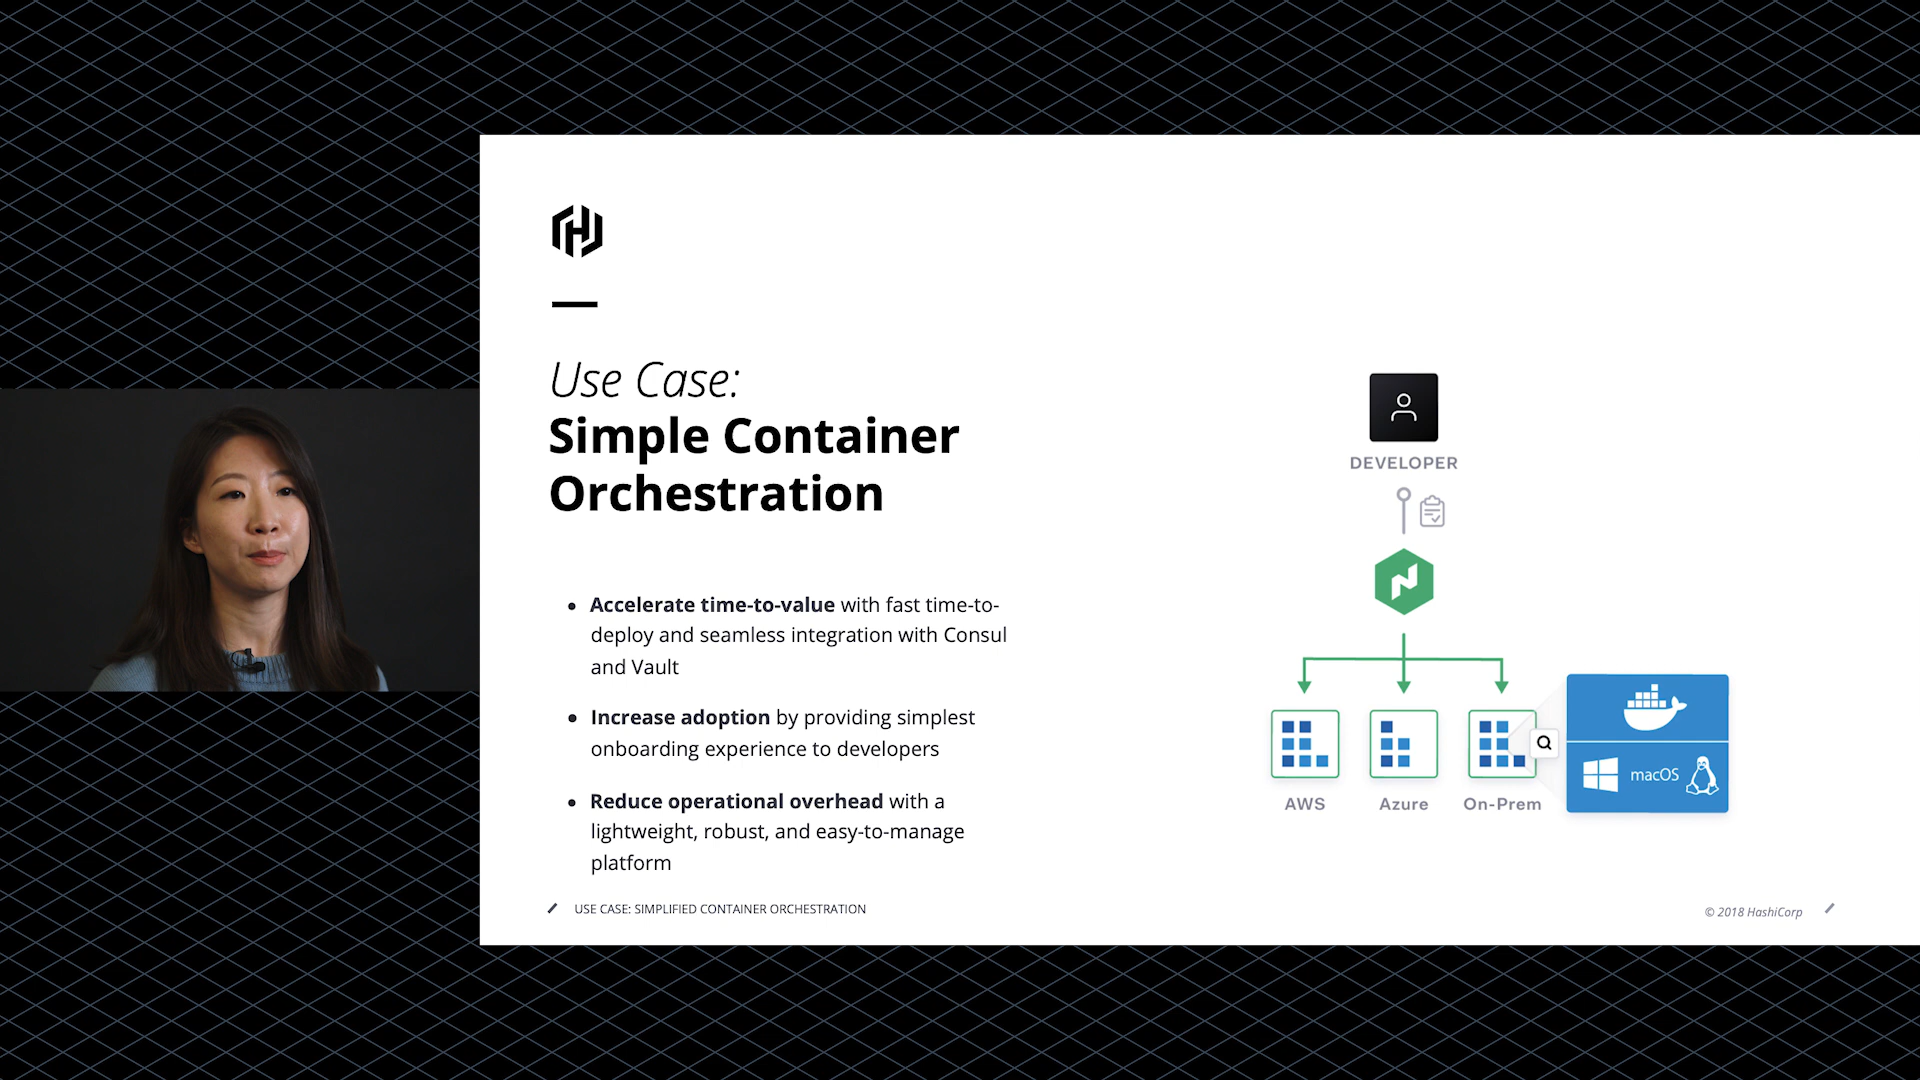 Use Case:
Simple Container
Orchestration
Accelerate time-to-value with fast time-to-
deploy and seamless integration with Consul
and Vault
Increase adoption by providing simplest
onboarding experience to developers
Reduce operational overhead with a
lightweight, robust, and easy-to-manage
platform
DEVELOPER
AWS
Azure
On-Prem
macOS
USE CASE: SIMPLIFIED CONTAINER ORCHESTRATION
© 2018 HashiCorp